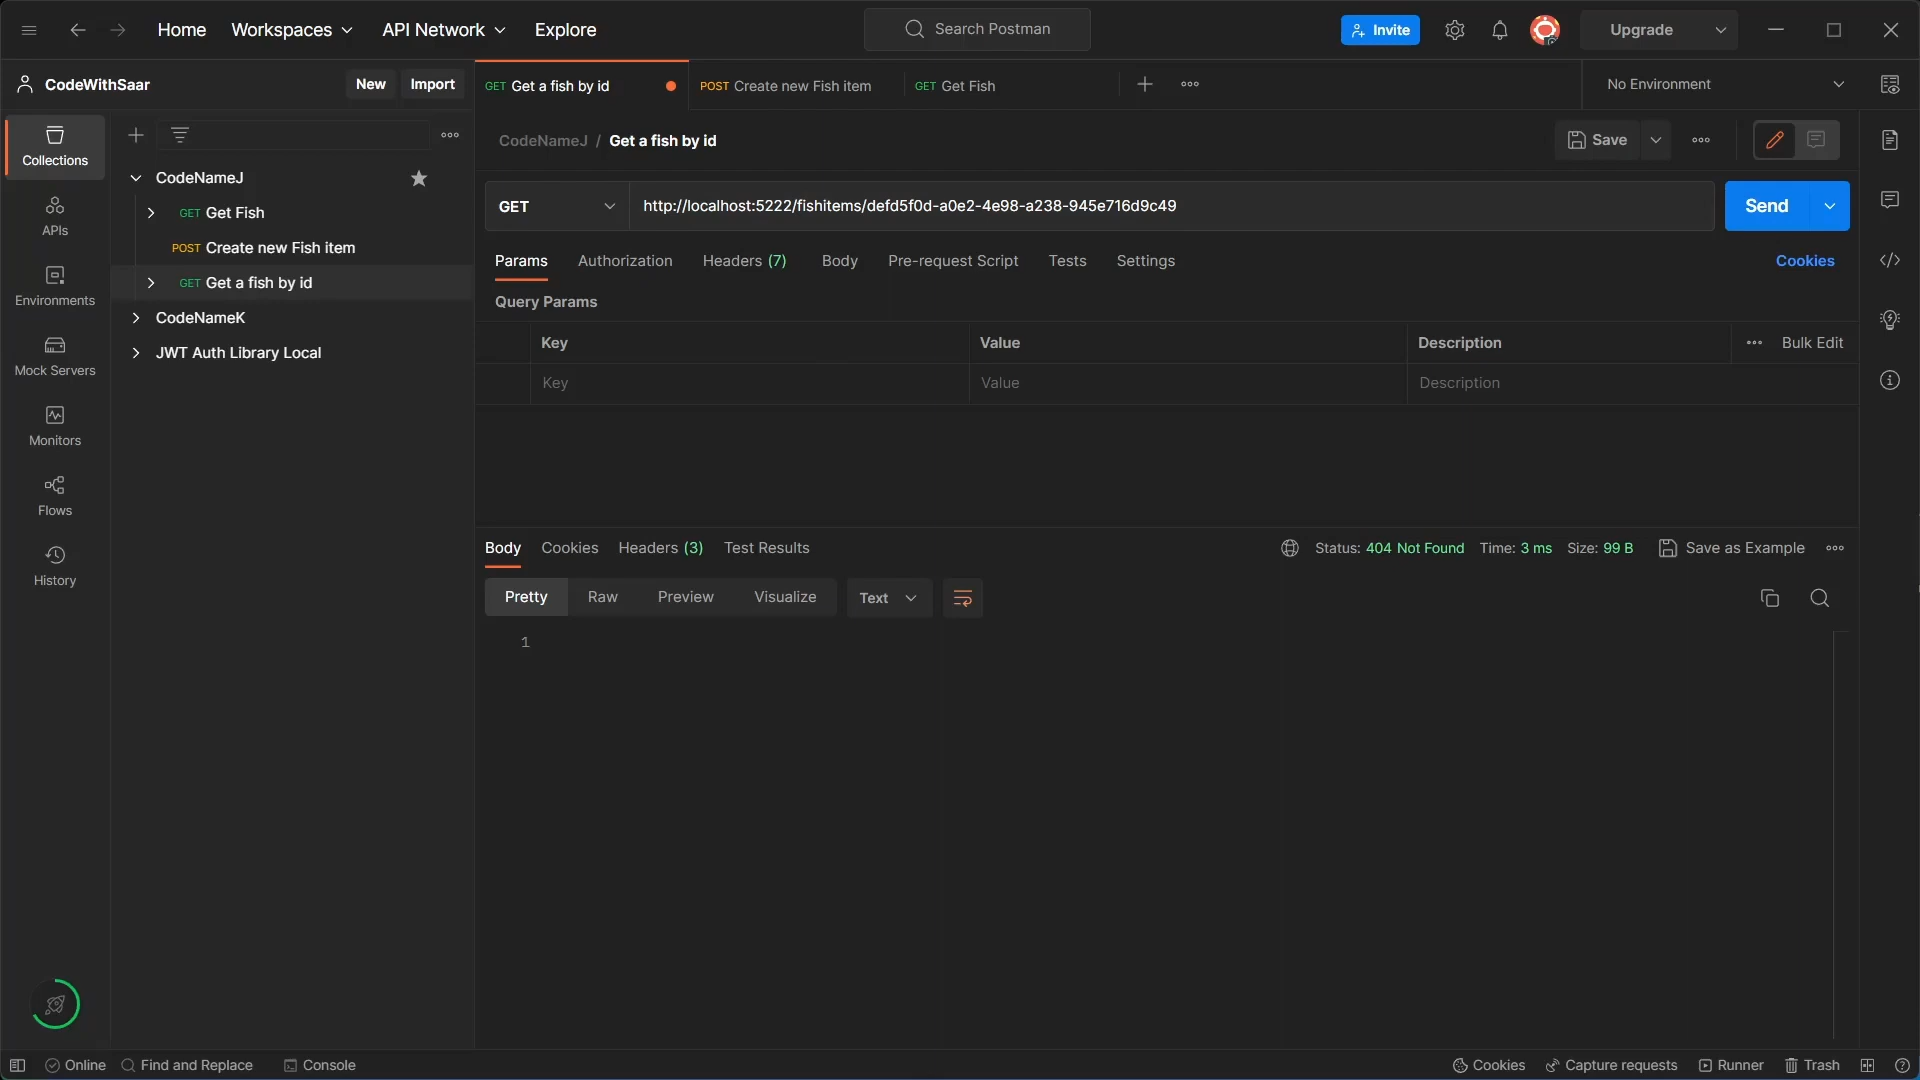 Home Workspaces API Network Explore Search Postman Invite Upgrade
CodeWithSaar New Import GET Get a fish by id POST Create new Fish item GET Get Fish No Environment
Collections
APIs
Environments
Mock Servers
Monitors
Flows
History
CodeNameJ
GET Get Fish
POST Create new Fish item
GET Get a fish by id
CodeNameK
JWT Auth Library Local
CodeNameJ / Get a fish by id Save
GET http://localhost:5222/fishitems/defd5f0d-a0e2-4e98-a238-945e716d9c49 Send
Params Authorization Headers (7) Body Pre-request Script Tests Settings Cookies
Query Params
Key Value Description Bulk Edit
Key Value Description
Body Cookies Headers (3) Test Results Status: 404 Not Found Time: 3 ms Size: 99 B Save as Example
Pretty Raw Preview Visualize Text
1
Online Find and Replace Console Cookies Capture requests Runner Trash